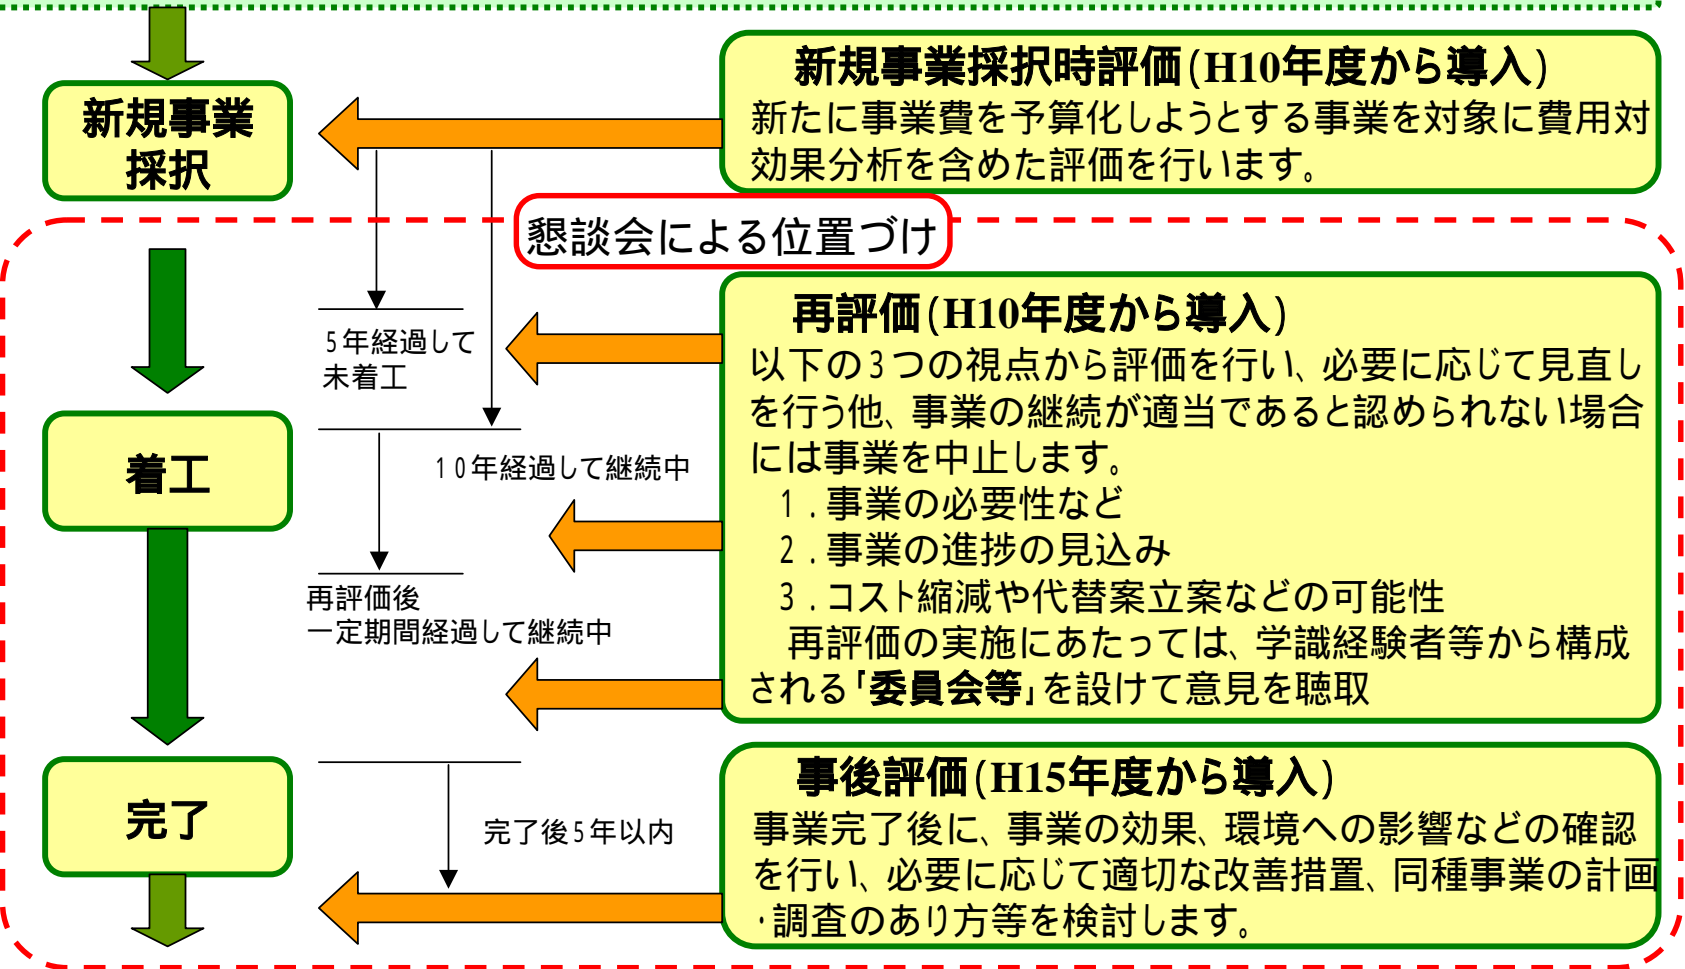 新規事業採択時評価(H10年度から導入)
新たに事業費を予算化しようとする事業を対象に費用対
効果分析を含めた評価を行います。
新規事業
採択
懇談会による位置づけ
再評価(H10年度から導入)
以下の3つの視点から評価を行い、必要に応じて見直し
を行う他、事業の継続が適当であると認められない場合
には事業を中止します。
1.事業の必要性など
2.事業の進捗の見込み
3.コスト縮減や代替案立案などの可能性
再評価の実施にあたっては、学識経験者等から構成
される「委員会等」を設けて意見を聴取
5年経過して
未着工
着工
10年経過して継続中
再評価後
一定期間経過して継続中
完了
完了後5年以内
事後評価(H15年度から導入)
事業完了後に、事業の効果、環境への影響などの確認
を行い、必要に応じて適切な改善措置、同種事業の計画
・調査のあり方等を検討します。